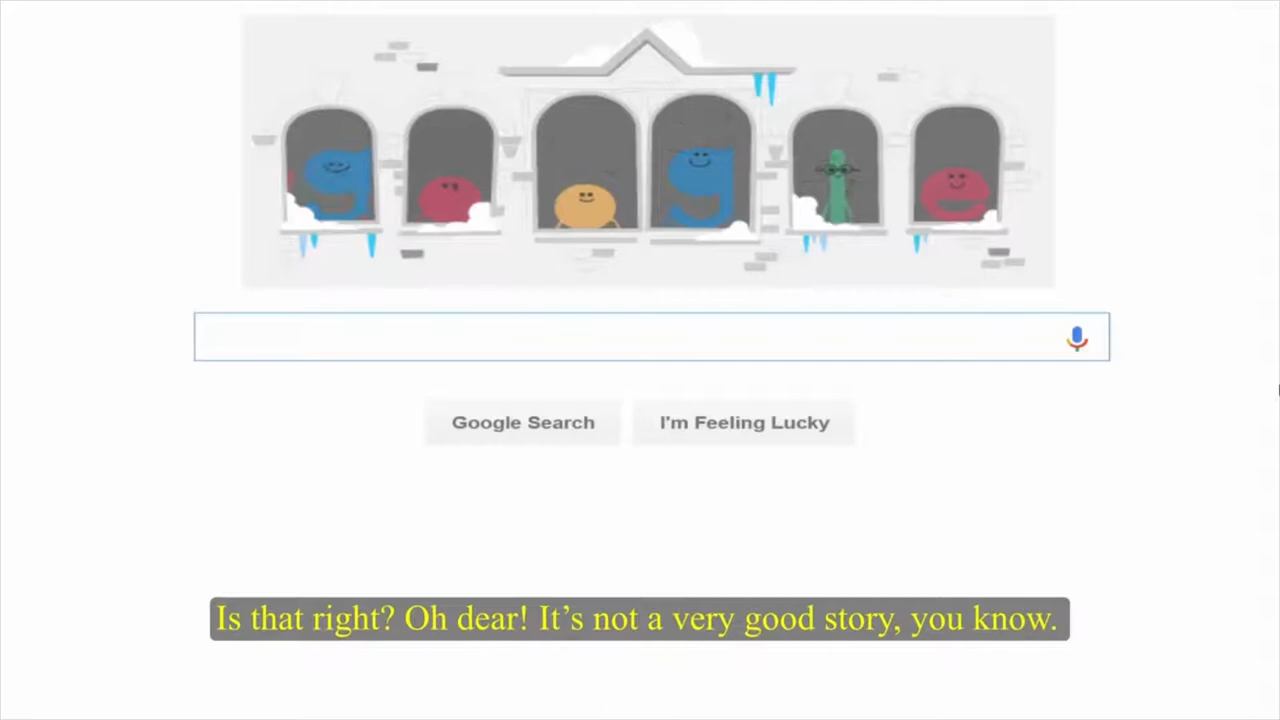 Google Search
I'm Feeling Lucky
Is that right? Oh dear! It’s not a very good story, you know.